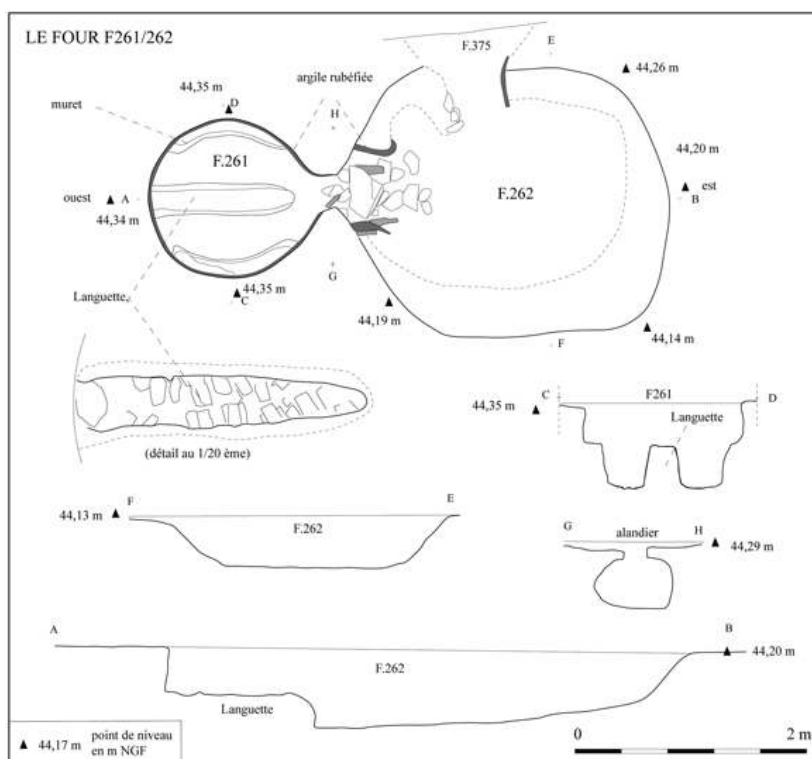 LE FOUR F261/262
F.375
E
44,26 m
44,35 m
D
argile rubéfiée
muret
H
F.261
44,20 m
F.262
ouest
A
est
B
44,34 m
44,35 m
C
G
Languette
44,19 m
44,14 m
F
(détail au 1/20 ème)
C
F261
D
44,35 m
Languette
F
E
44,13 m
F.262
G
alandier
H
44,29 m
A
B
44,20 m
F.262
Languette
44,17 m
point de niveau
en m NGF
0
2 m